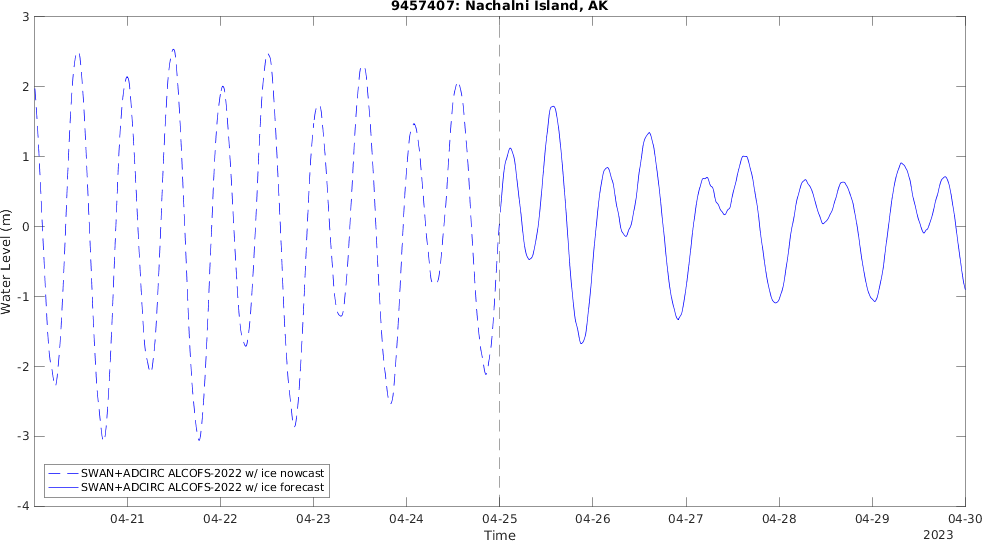 9457407: Nachalni Island, AK
3
2
1
0
-1
-2
-3
-4
Water Level (m)
SWAN+ADCIRC ALCOFS-2022 w/ ice nowcast
SWAN+ADCIRC ALCOFS-2022 w/ ice forecast
04-21 04-22 04-23 04-24 04-25 04-26 04-27 04-28 04-29 04-30
Time 2023